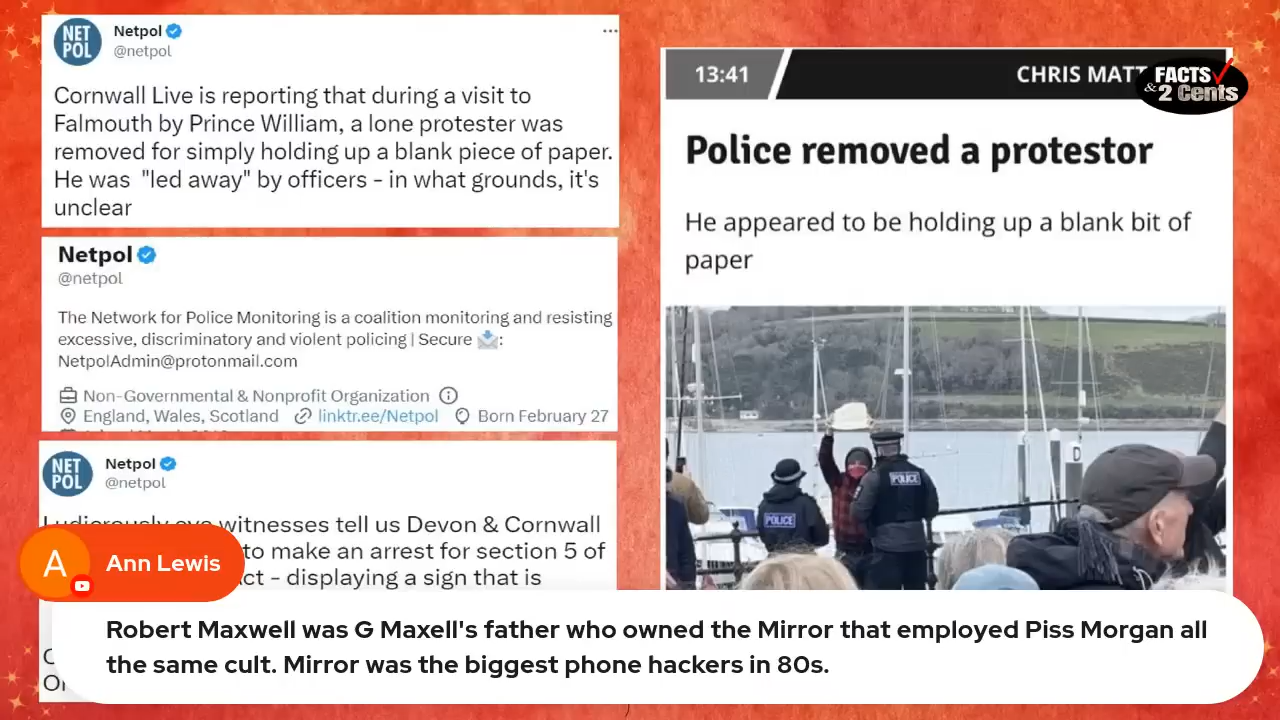 NET
POL
Netpol
@netpol
Cornwall Live is reporting that during a visit to
Falmouth by Prince William, a lone protester was
removed for simply holding up a blank piece of paper.
He was "led away" by officers - in what grounds, it's
unclear
Netpol
@netpol
The Network for Police Monitoring is a coalition monitoring and resisting
excessive, discriminatory and violent policing | Secure 📩:
NetpolAdmin@protonmail.com
Non-Governmental & Nonprofit Organization
England, Wales, Scotland linktr.ee/Netpol Born February 27
NET
POL
Netpol
@netpol
witnesses tell us Devon & Cornwall
to make an arrest for section 5 of
- displaying a sign that is
13:41
CHRIS MATT
FACTS
& 2 Cents
Police removed a protestor
He appeared to be holding up a blank bit of
paper
POLICE
POLICE
D
A
Ann Lewis
Robert Maxwell was G Maxell's father who owned the Mirror that employed Piss Morgan all
the same cult. Mirror was the biggest phone hackers in 80s.